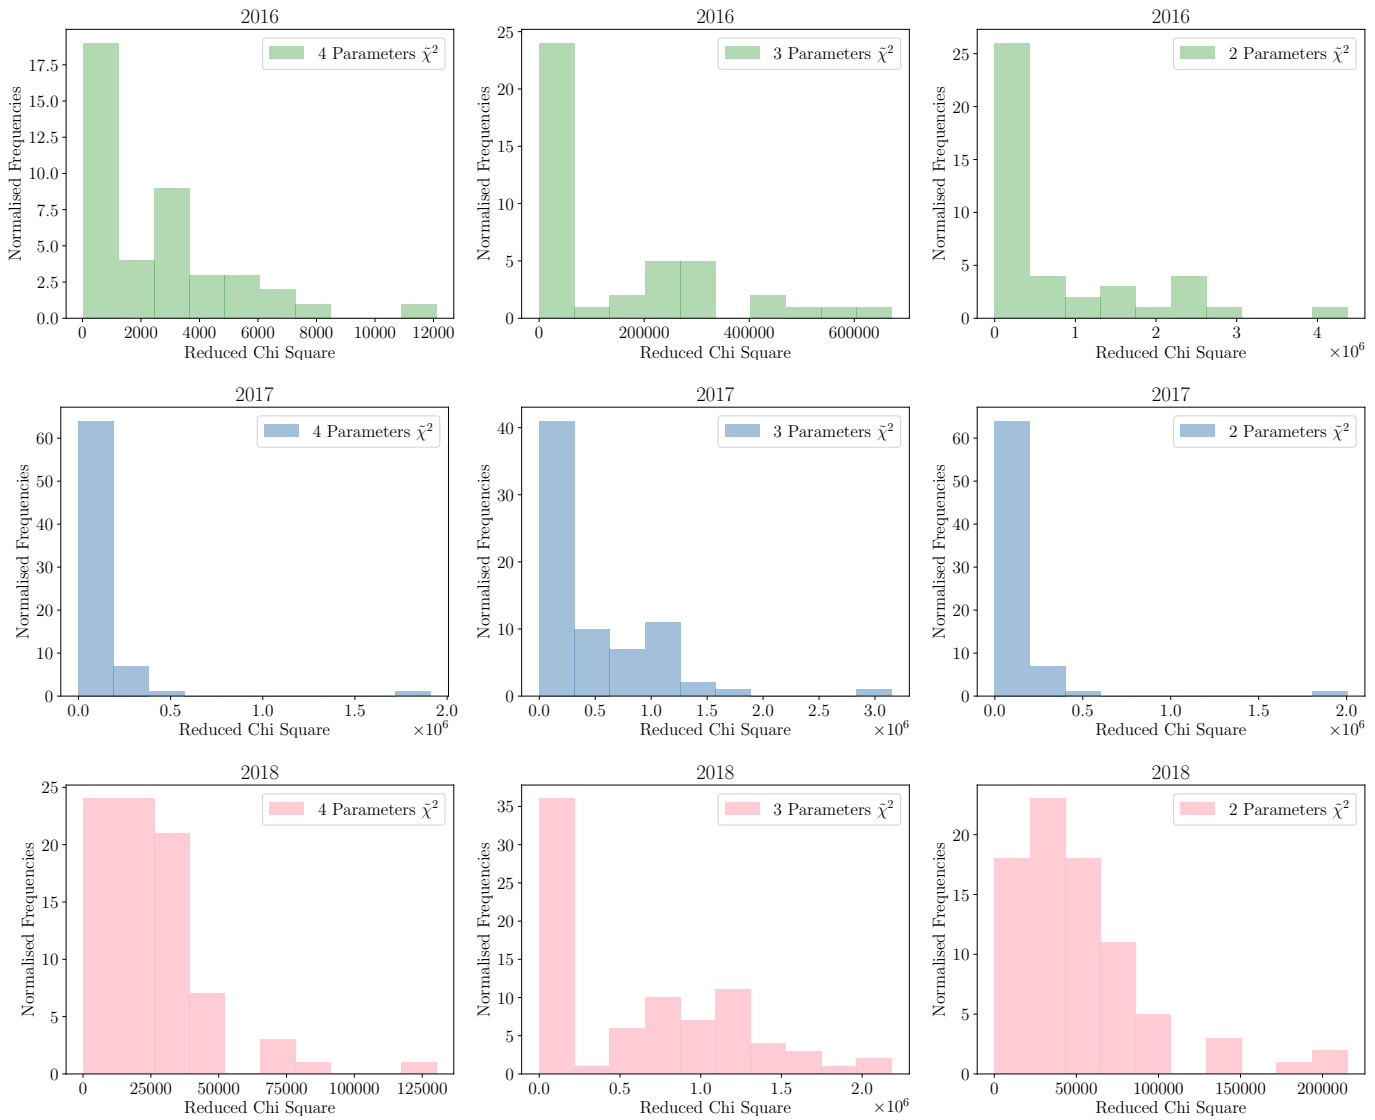 2016
4 Parameters χ̃²
Normalised Frequencies
17.5
15.0
12.5
10.0
7.5
5.0
2.5
0.0
0 2000 4000 6000 8000 10000 12000
Reduced Chi Square
2016
3 Parameters χ̃²
Normalised Frequencies
25
20
15
10
5
0
0 200000 400000 600000
Reduced Chi Square
2016
2 Parameters χ̃²
Normalised Frequencies
25
20
15
10
5
0
0 1 2 3 4
Reduced Chi Square ×10⁶
2017
4 Parameters χ̃²
Normalised Frequencies
60
50
40
30
20
10
0
0.0 0.5 1.0 1.5 2.0
Reduced Chi Square ×10⁶
2017
3 Parameters χ̃²
Normalised Frequencies
40
30
20
10
0
0.0 0.5 1.0 1.5 2.0 2.5 3.0
Reduced Chi Square ×10⁶
2017
2 Parameters χ̃²
Normalised Frequencies
60
50
40
30
20
10
0
0.0 0.5 1.0 1.5 2.0
Reduced Chi Square ×10⁶
2018
4 Parameters χ̃²
Normalised Frequencies
25
20
15
10
5
0
0 25000 50000 75000 100000 125000
Reduced Chi Square
2018
3 Parameters χ̃²
Normalised Frequencies
35
30
25
20
15
10
5
0
0.0 0.5 1.0 1.5 2.0
Reduced Chi Square ×10⁶
2018
2 Parameters χ̃²
Normalised Frequencies
20
15
10
5
0
0 50000 100000 150000 200000
Reduced Chi Square